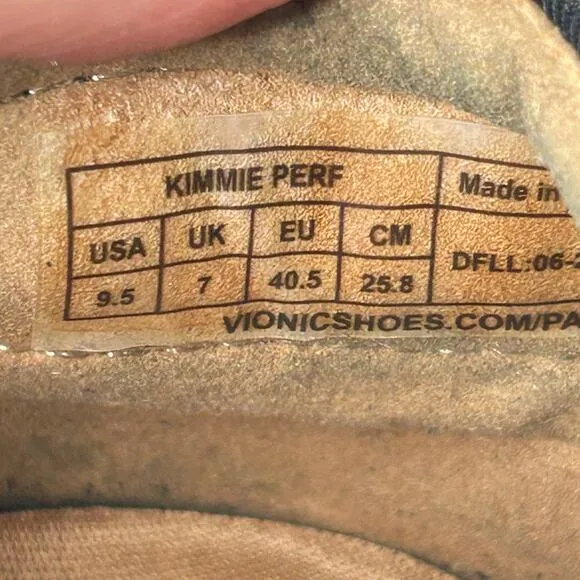 KIMMIE PERF Made in
USA UK EU CM
9.5 7 40.5 25.8 DFLL:06-
VIONICSHOES.COM/PA